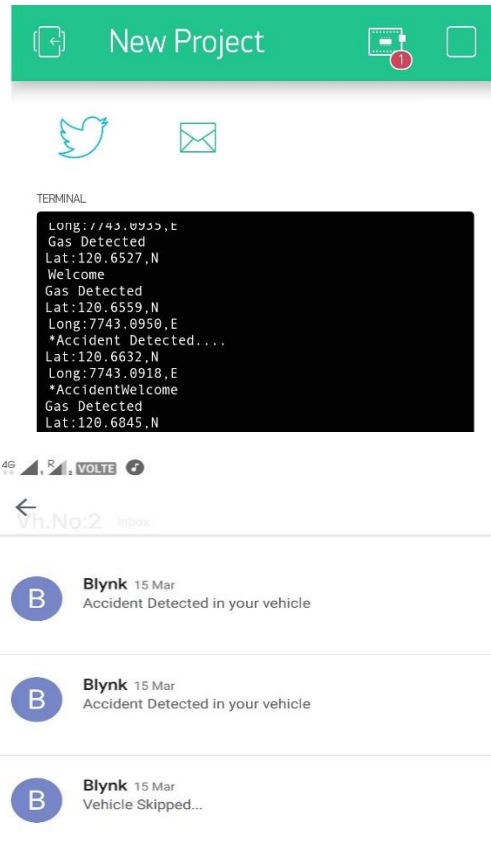 New Project
1
TERMINAL
Long:7743.0935,E
Gas Detected
Lat:120.6527,N
Welcome
Gas Detected
Lat:120.6559,N
Long:7743.0950,E
*Accident Detected....
Lat:120.6632,N
Long:7743.0918,E
*AccidentWelcome
Gas Detected
Lat:120.6845,N
4G 1 R 2 VOLTE
Vh.No:2 Inbox
B
Blynk 15 Mar
Accident Detected in your vehicle
B
Blynk 15 Mar
Accident Detected in your vehicle
B
Blynk 15 Mar
Vehicle Skipped...